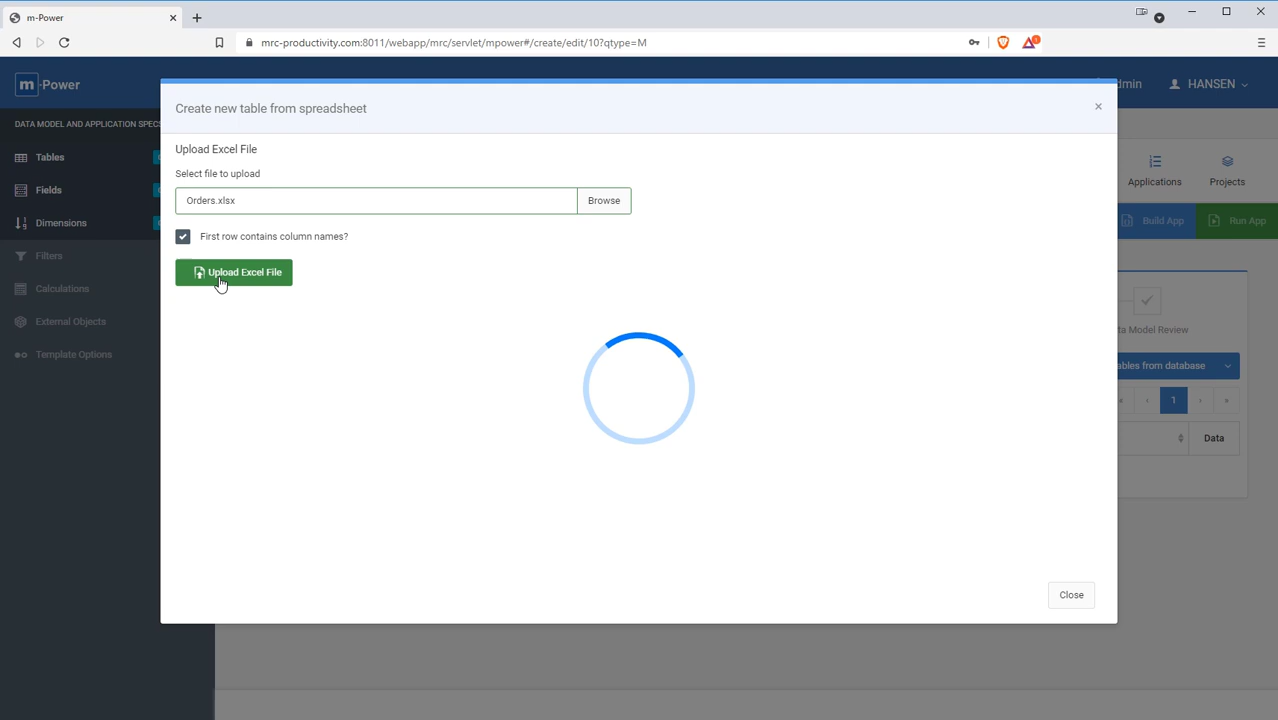 m-Power
mrc-productivity.com:8011/webapp/mrc/servlet/mpower#/create/edit/10?qtype=M
m-Power
dmin
HANSEN
DATA MODEL AND APPLICATION SPECS
Tables
Fields
Dimensions
Filters
Calculations
External Objects
Template Options
Create new table from spreadsheet
×
Upload Excel File
Select file to upload
Orders.xlsx
Browse
First row contains column names?
Upload Excel File
Close
Applications
Projects
Build App
Run App
ta Model Review
ables from database
« ‹ 1 › »
Data